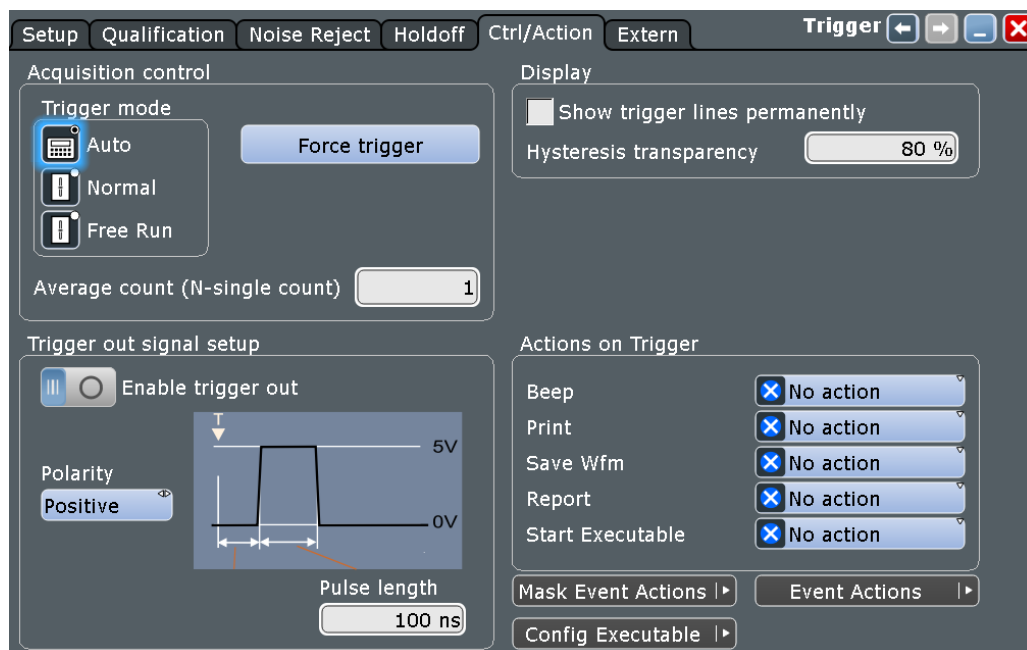 Setup Qualification Noise Reject Holdoff Ctrl/Action Extern Trigger
Acquisition control
Trigger mode
Auto
Normal
Free Run
Force trigger
Average count (N-single count) 1
Display
Show trigger lines permanently
Hysteresis transparency 80 %
Trigger out signal setup
Enable trigger out
Polarity
Positive
T
5V
0V
Pulse length
100 ns
Actions on Trigger
Beep No action
Print No action
Save Wfm No action
Report No action
Start Executable No action
Mask Event Actions Event Actions
Config Executable